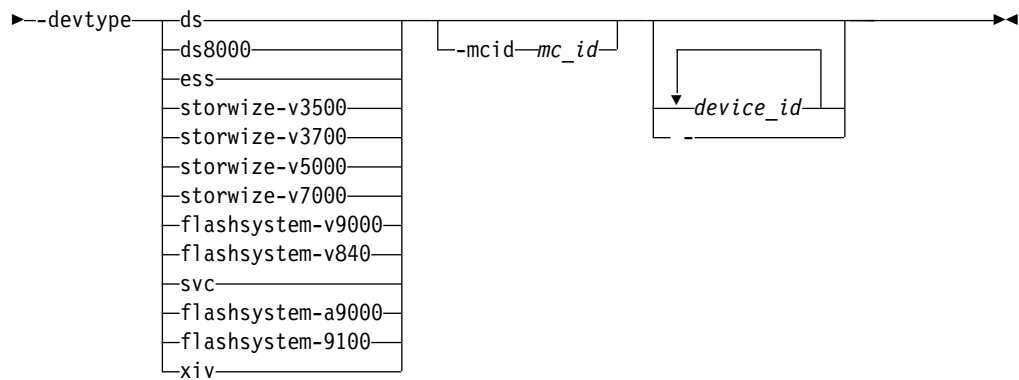 -devtype ds
ds8000 -mcid mc_id
ess
storwize-v3500 device_id
storwize-v3700 -
storwize-v5000
storwize-v7000
flashsystem-v9000
flashsystem-v840
svc
flashsystem-a9000
flashsystem-9100
xiv